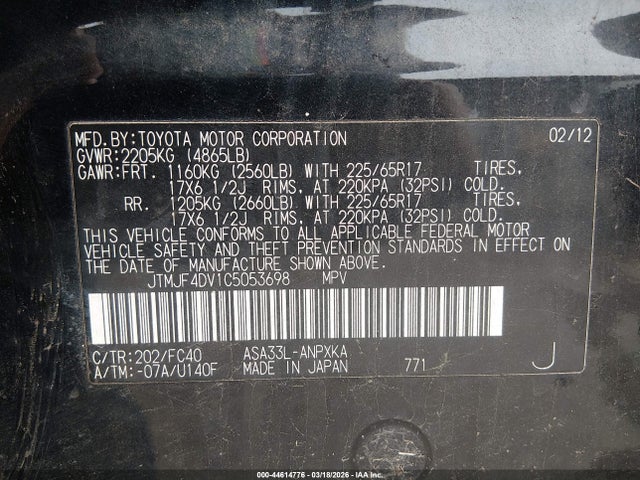 MFD.BY:TOYOTA MOTOR CORPORATION 02/12
GVWR:2205KG (4865LB)
GAWR:FRT. 1160KG (2560LB) WITH 225/65R17 TIRES,
17X6 1/2J RIMS, AT 220KPA (32PSI) COLD.
RR. 1205KG (2660LB) WITH 225/65R17 TIRES,
17X6 1/2J RIMS, AT 220KPA (32PSI) COLD.
THIS VEHICLE CONFORMS TO ALL APPLICABLE FEDERAL MOTOR
VEHICLE SAFETY AND THEFT PREVENTION STANDARDS IN EFFECT ON
THE DATE OF MANUFACTURE SHOWN ABOVE.
JTMJF4DV1C5053698 MPV
C/TR:202/FC40 ASA33L-ANPXKA
A/TM:-07A/U140F MADE IN JAPAN 771 J
000-44614776 - 03/18/2026 - IAA Inc.